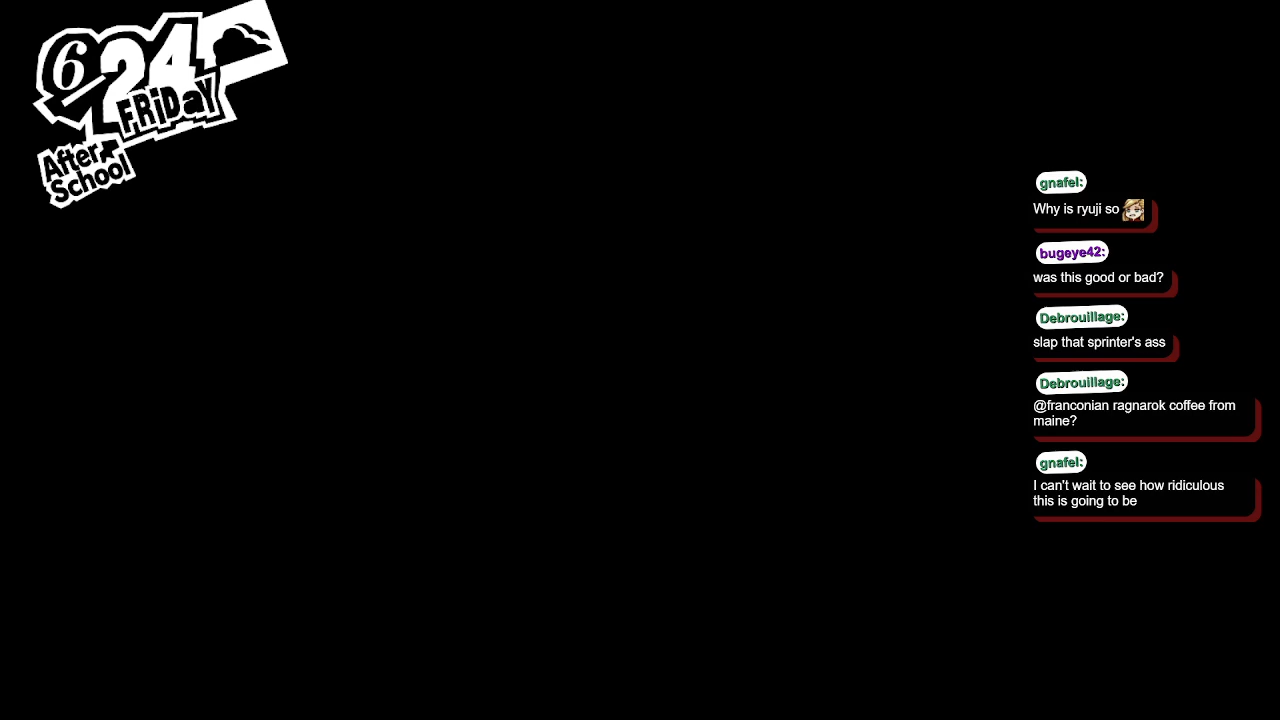 6/24
FRiDaY
After
School
gnafel:
Why is ryuji so
bugeye42:
was this good or bad?
Debrouillage:
slap that sprinter's ass
Debrouillage:
@franconian ragnarok coffee from
maine?
gnafel:
I can't wait to see how ridiculous
this is going to be